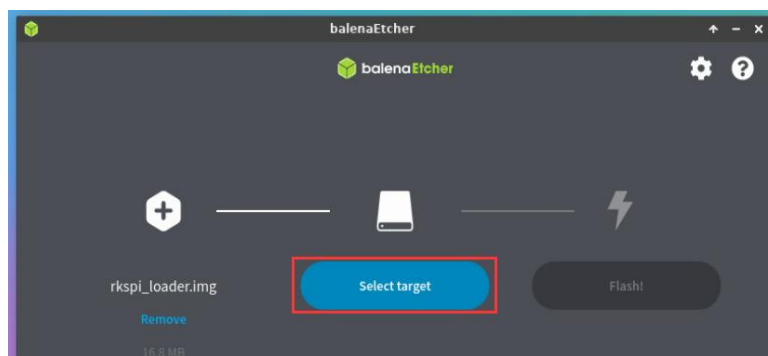 balenaEtcher
balenaEtcher
rkspi_loader.img
Select target
Flash!
Remove
16.8 MB